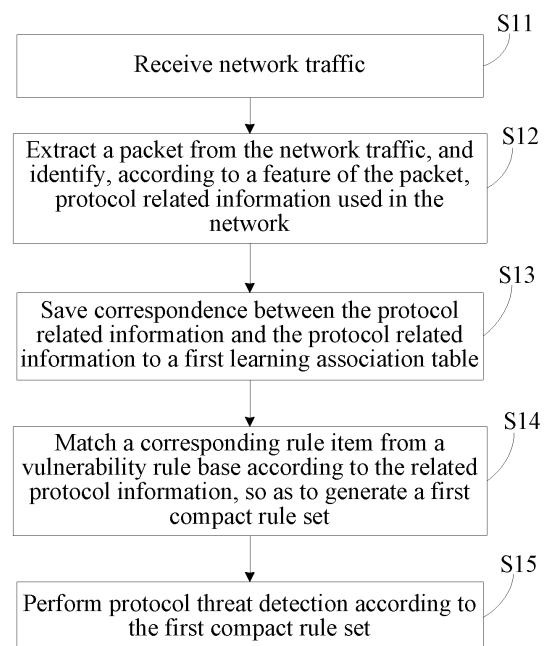 S11
Receive network traffic
S12
Extract a packet from the network traffic, and
identify, according to a feature of the packet,
protocol related information used in the
network
S13
Save correspondence between the protocol
related information and the protocol related
information to a first learning association table
S14
Match a corresponding rule item from a
vulnerability rule base according to the related
protocol information, so as to generate a first
compact rule set
S15
Perform protocol threat detection according to
the first compact rule set